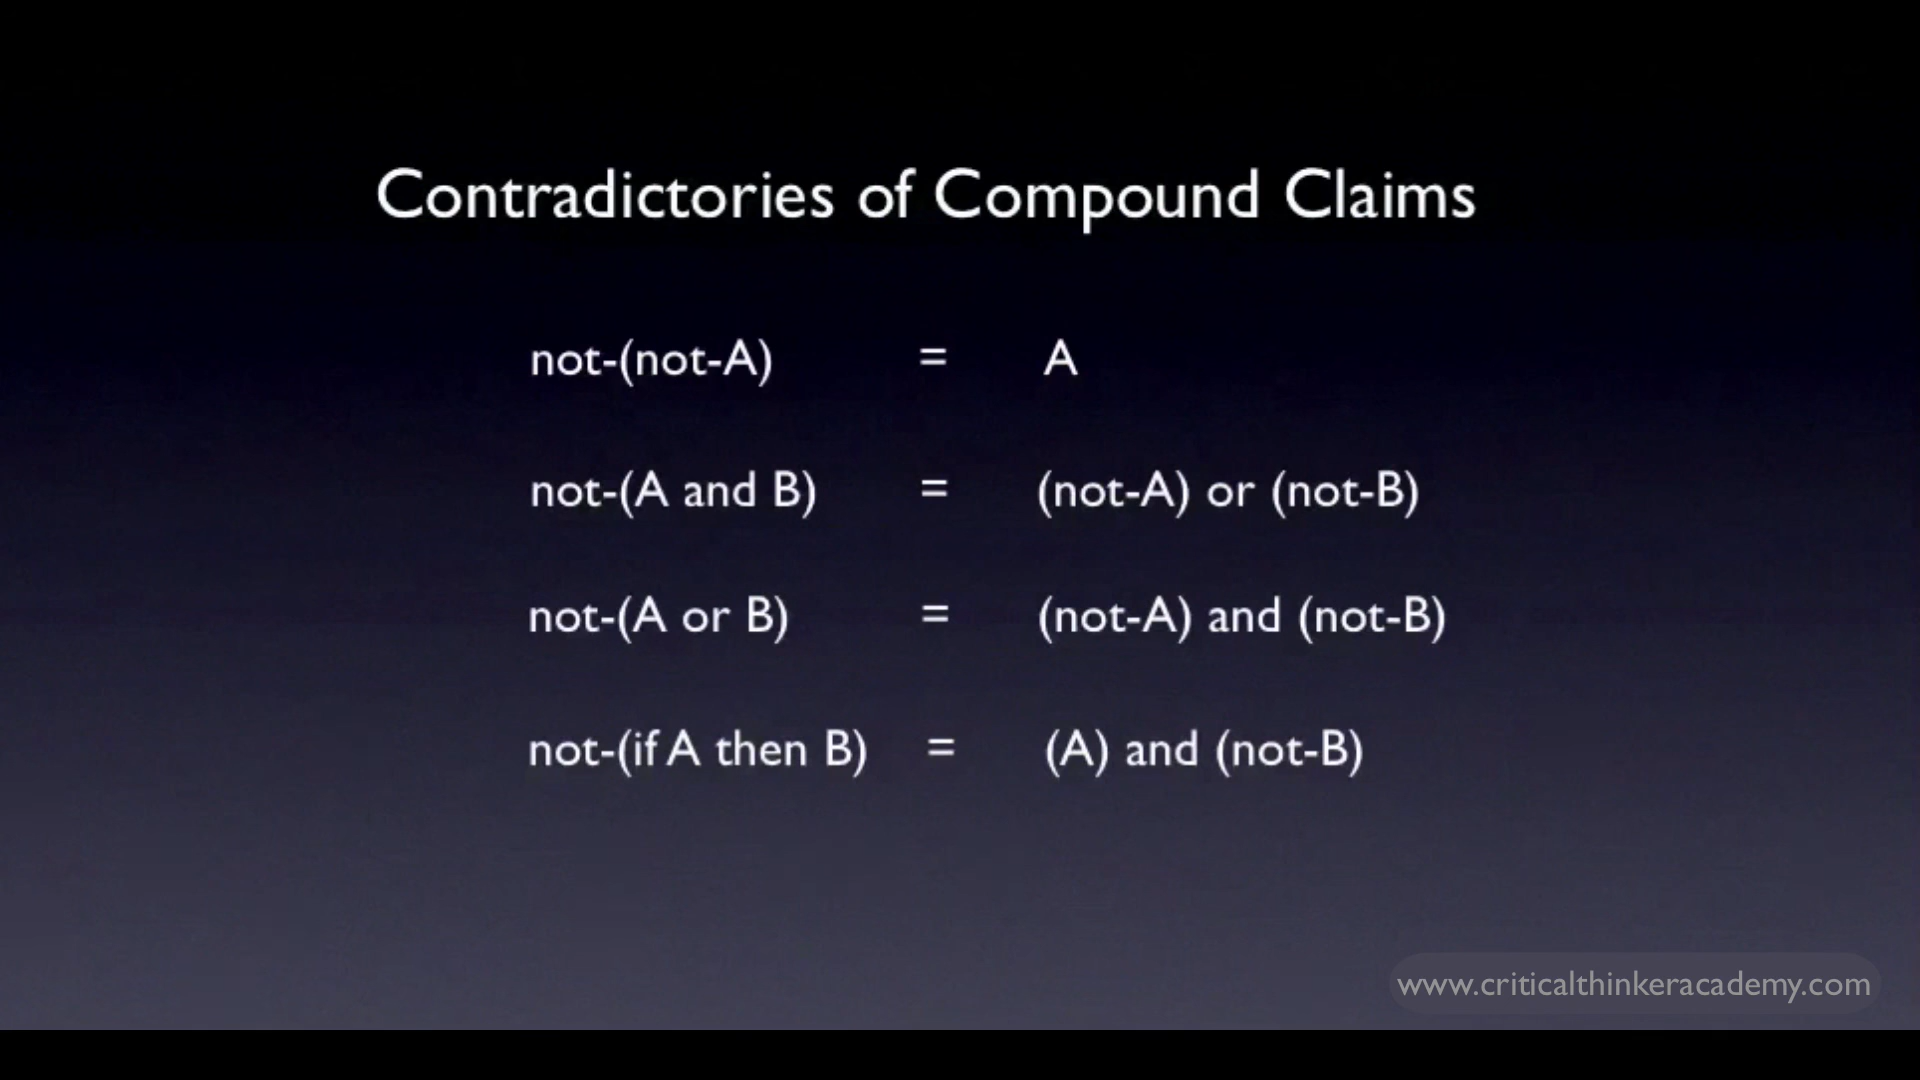 Contradictories of Compound Claims
not-(not-A) = A
not-(A and B) = (not-A) or (not-B)
not-(A or B) = (not-A) and (not-B)
not-(if A then B) = (A) and (not-B)
www.criticalthinkeracademy.com